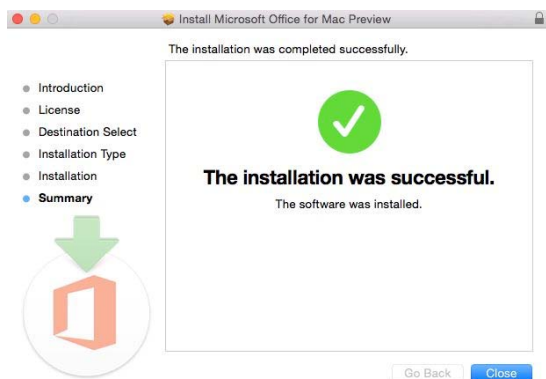 Install Microsoft Office for Mac Preview
The installation was completed successfully.
Introduction
License
Destination Select
Installation Type
Installation
Summary
The installation was successful.
The software was installed.
Go Back
Close